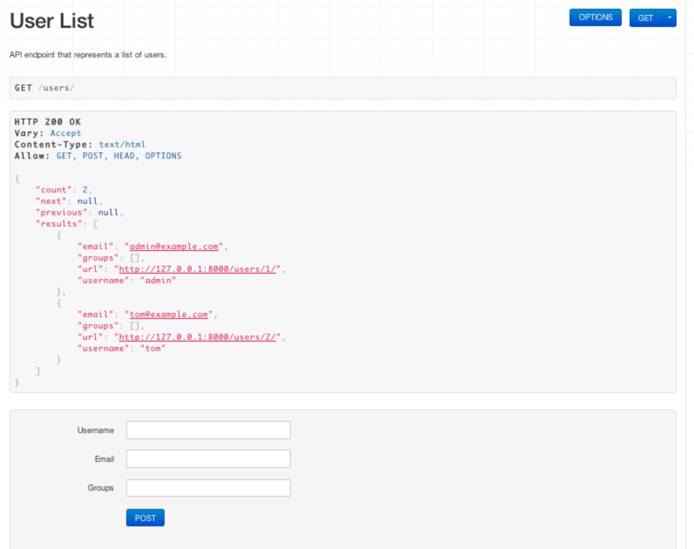 User List
OPTIONS
GET
API endpoint that represents a list of users.
GET /users/
HTTP 200 OK
Vary: Accept
Content-Type: text/html
Allow: GET, POST, HEAD, OPTIONS
{
"count": 2,
"next": null,
"previous": null,
"results": [
{
"email": "admin@example.com",
"groups": [],
"url": "http://127.0.0.1:8000/users/1/",
"username": "admin"
},
{
"email": "tom@example.com",
"groups": [],
"url": "http://127.0.0.1:8000/users/2/",
"username": "tom"
}
]
}
Username
Email
Groups
POST